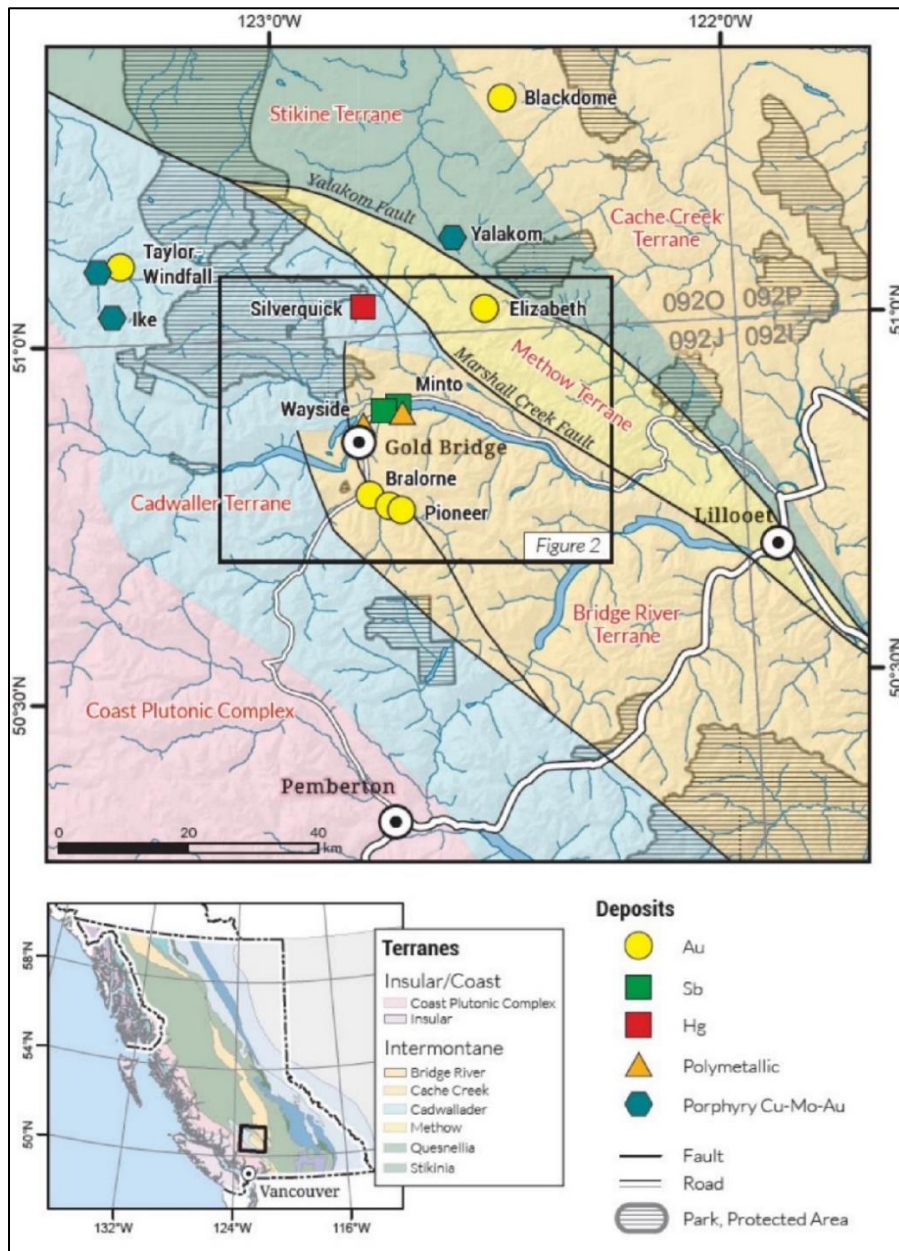 123°0'W
122°0'W
Blackdome
Stikine Terrane
Yalakom Fault
Cache Creek
Terrane
Yalakom
Taylor-
Windfall
Silverquick
Elizabeth
092O 092P
092J 092I
51°0'N
Ike
51°0'N
Methow Terrane
Marshall Creek Fault
Minto
Wayside
Gold Bridge
Bralorne
Cadwaller Terrane
Pioneer
Lillooet
Figure 2
Bridge River
Terrane
50°30'N
50°30'N
Coast Plutonic Complex
Pemberton
0 20 40
km
58°N
54°N
50°N
Vancouver
132°W 124°W 116°W
Terranes
Insular/Coast
Coast Plutonic Complex
Insular
Intermontane
Bridge River
Cache Creek
Cadwallader
Methow
Quesnellia
Stikinia
Deposits
Au
Sb
Hg
Polymetallic
Porphyry Cu-Mo-Au
Fault
Road
Park, Protected Area